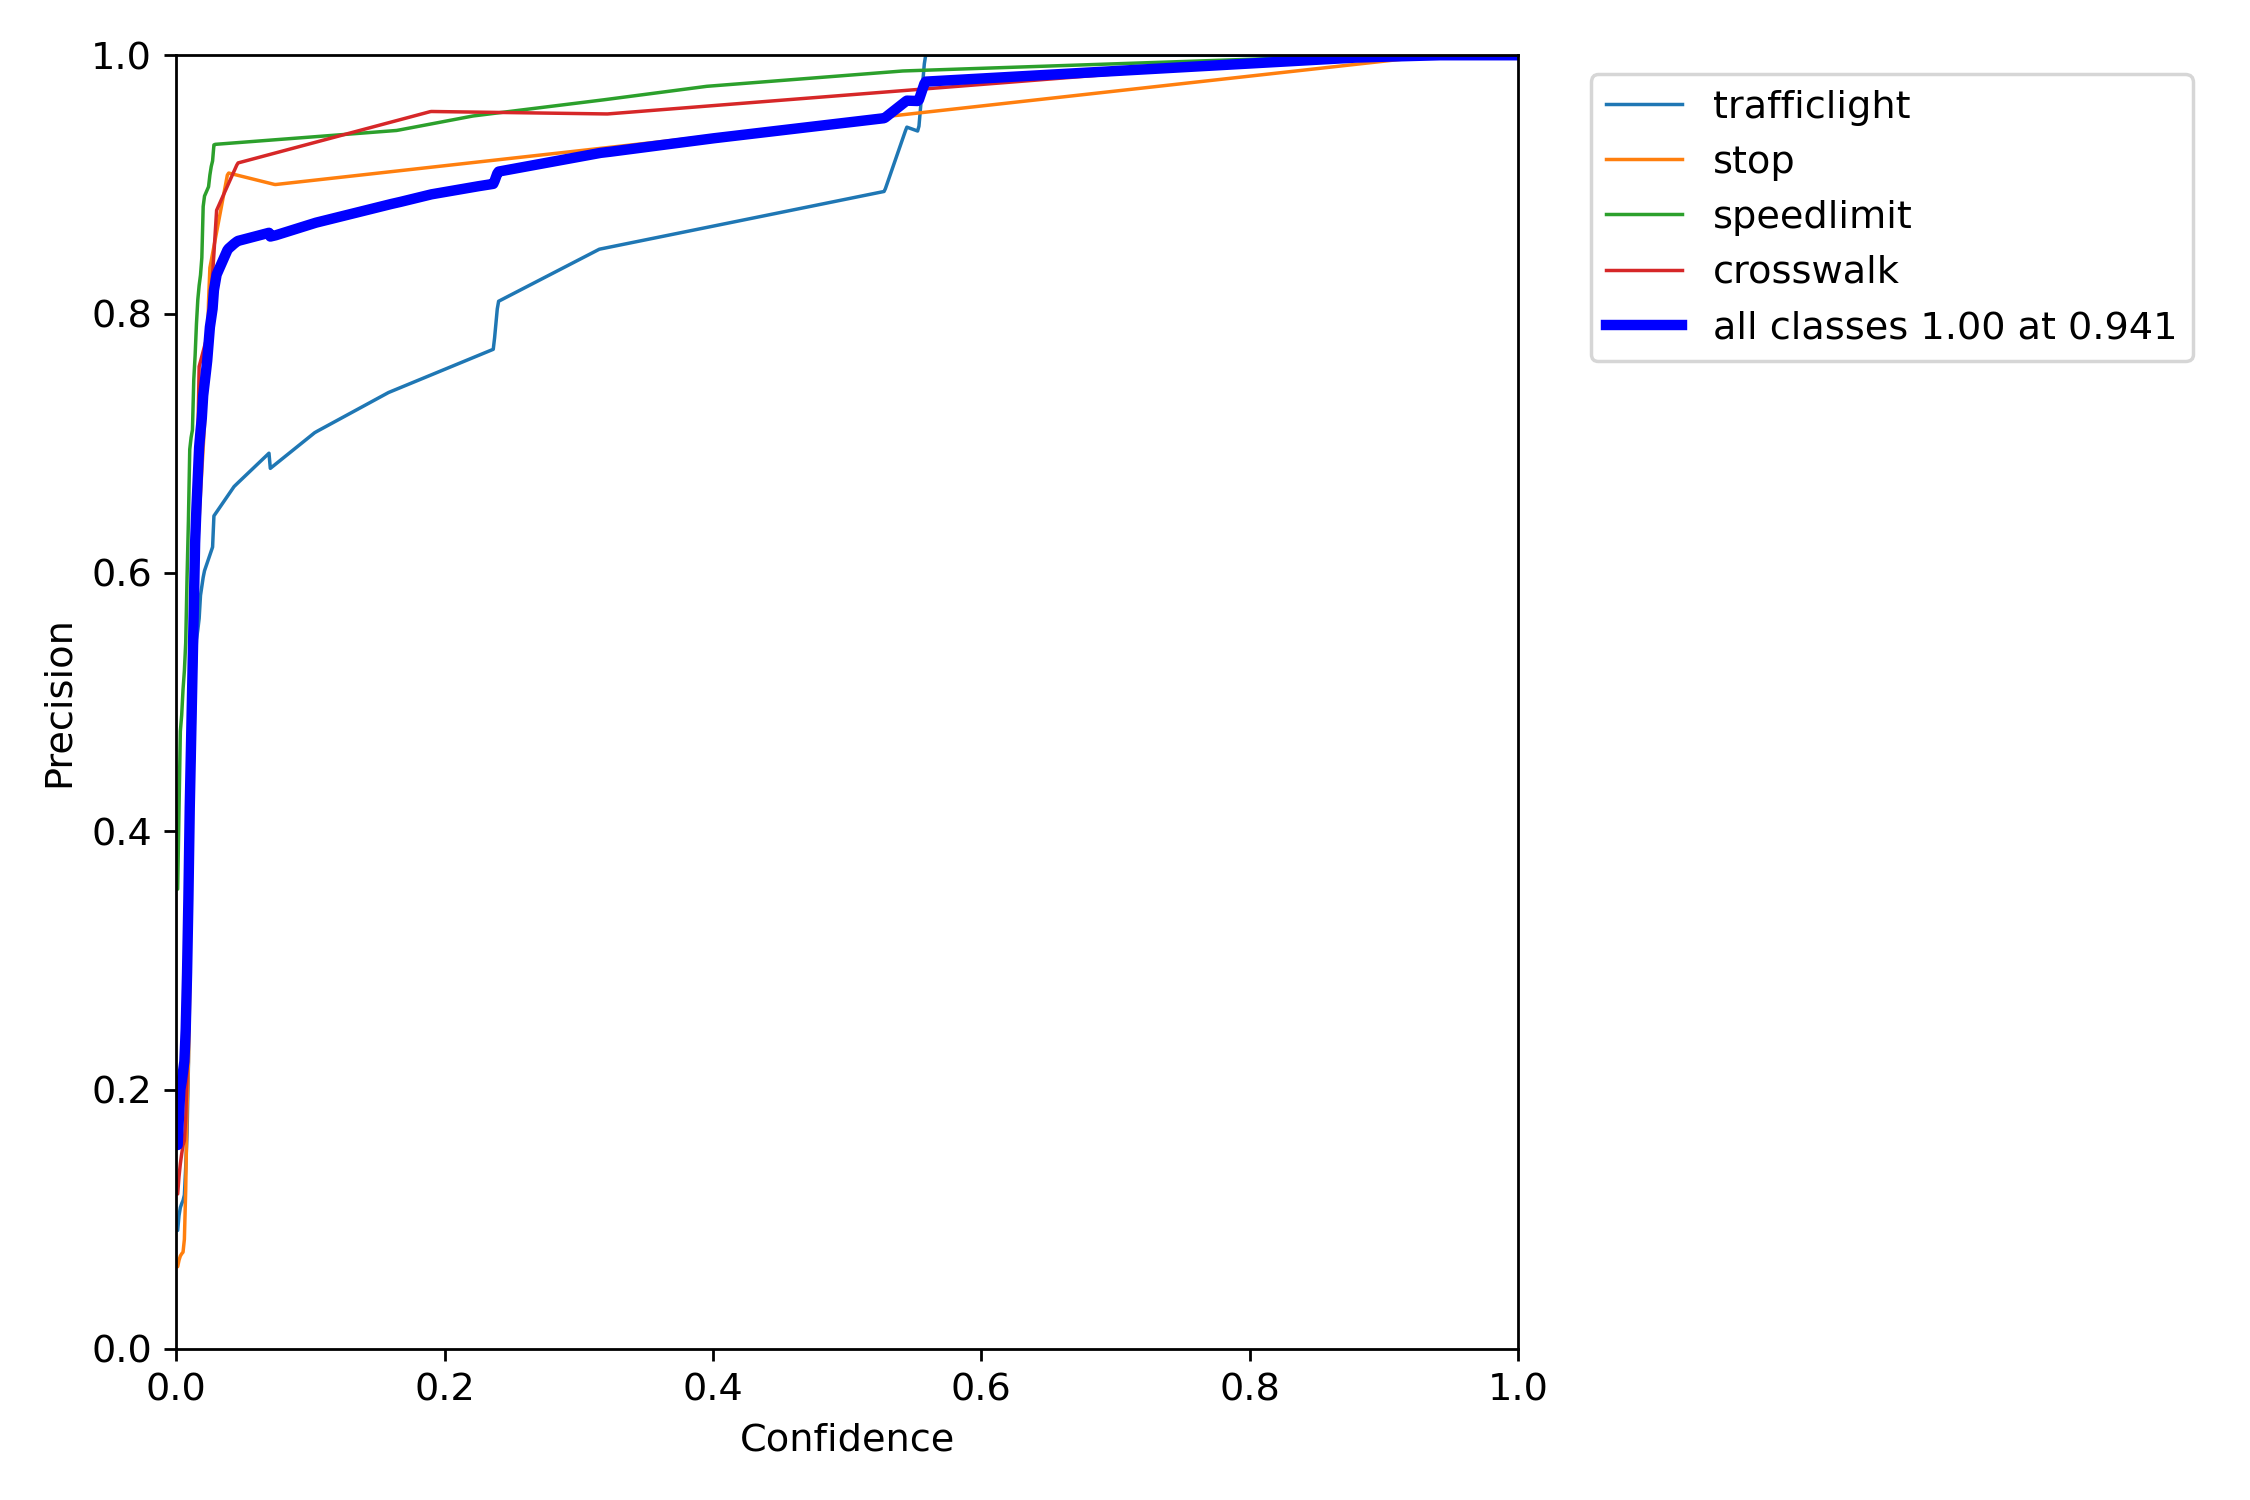 1.0
0.8
0.6
0.4
0.2
0.0
Precision
0.0 0.2 0.4 0.6 0.8 1.0
Confidence
trafficlight
stop
speedlimit
crosswalk
all classes 1.00 at 0.941